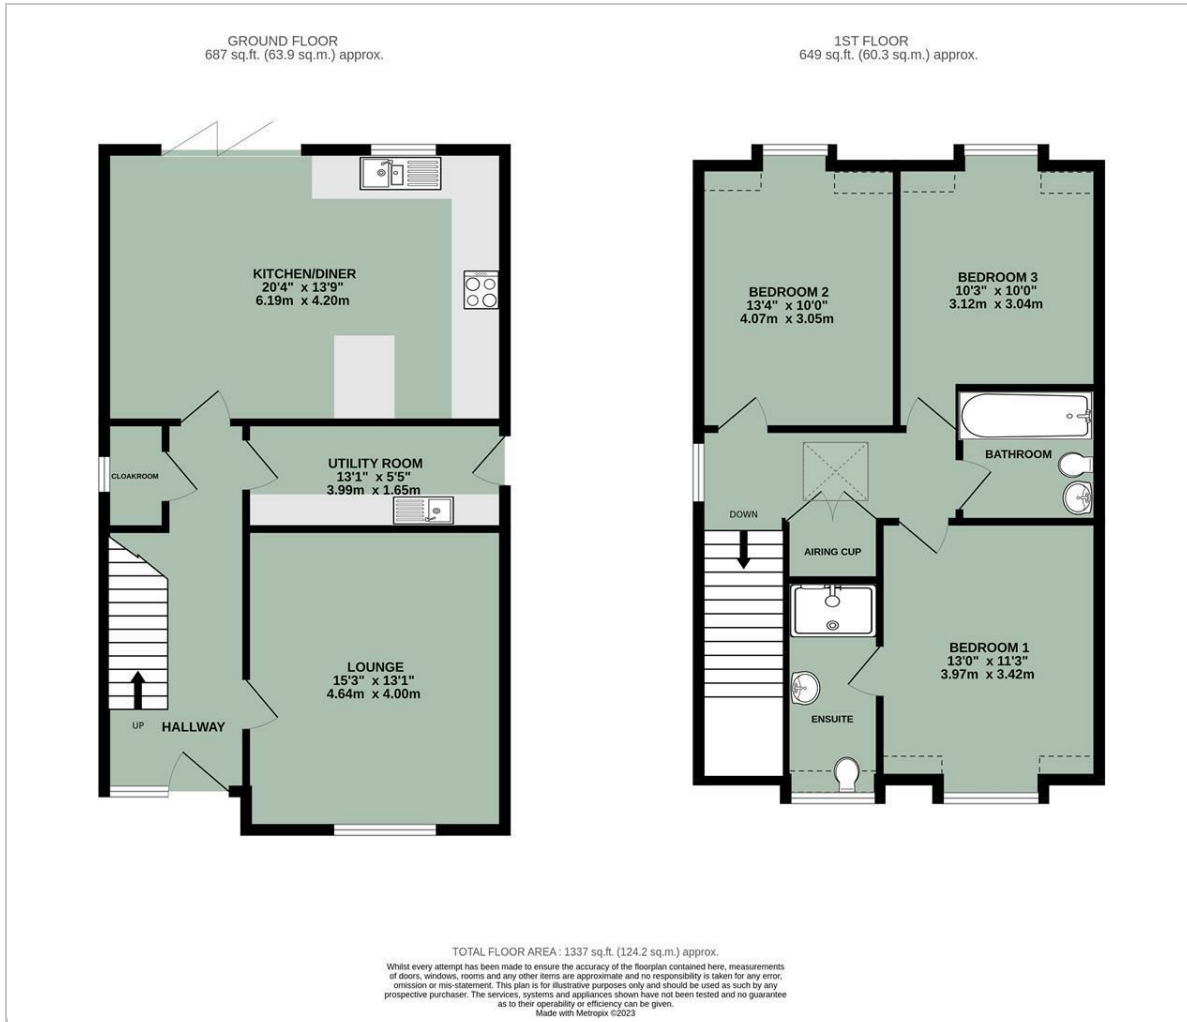 GROUND FLOOR
687 sq.ft. (63.9 sq.m.) approx.
KITCHEN/DINER
20'4" x 13'9"
6.19m x 4.20m
CLOAKROOM
UTILITY ROOM
13'1" x 5'5"
3.99m x 1.65m
LOUNGE
15'3" x 13'1"
4.64m x 4.00m
UP
HALLWAY
1ST FLOOR
649 sq.ft. (60.3 sq.m.) approx.
BEDROOM 2
13'4" x 10'0"
4.07m x 3.05m
BEDROOM 3
10'3" x 10'0"
3.12m x 3.04m
BATHROOM
DOWN
AIRING CUP
BEDROOM 1
13'0" x 11'3"
3.97m x 3.42m
ENSUITE
TOTAL FLOOR AREA : 1337 sq.ft. (124.2 sq.m.) approx.
Whilst every attempt has been made to ensure the accuracy of the floorplan contained here, measurements
of doors, windows, rooms and any other items are approximate and no responsibility is taken for any error,
omission or mis-statement. This plan is for illustrative purposes only and should be used as such by any
prospective purchaser. The services, systems and appliances shown have not been tested and no guarantee
as to their operability or efficiency can be given.
Made with Metropix ©2023